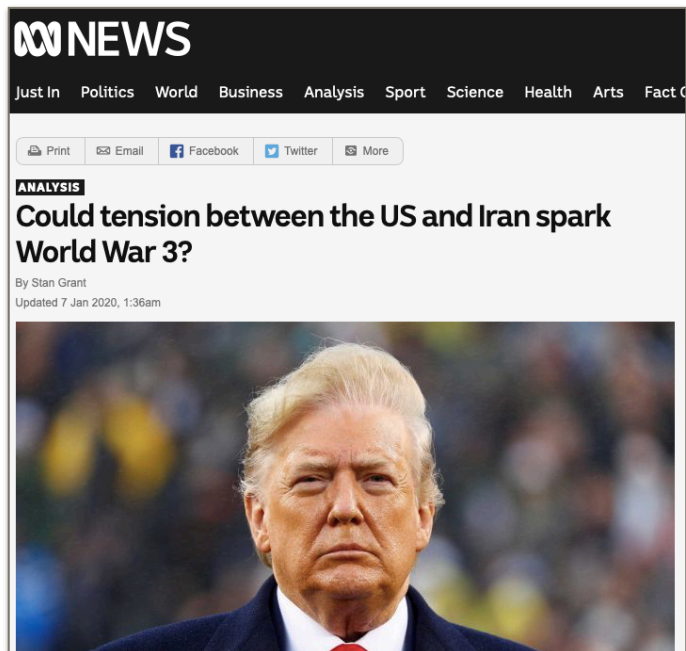 NEWS
Just In Politics World Business Analysis Sport Science Health Arts Fact
Print Email Facebook Twitter More
ANALYSIS
Could tension between the US and Iran spark
World War 3?
By Stan Grant
Updated 7 Jan 2020, 1:36am